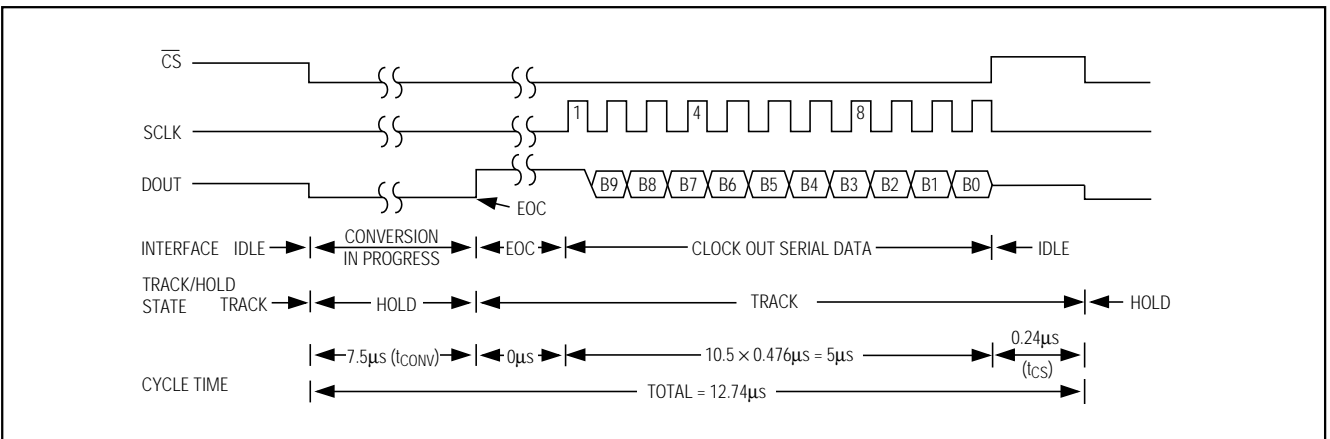 CS
SCLK
1 4 8
DOUT
B9 B8 B7 B6 B5 B4 B3 B2 B1 B0
EOC
INTERFACE IDLE CONVERSION IN PROGRESS EOC CLOCK OUT SERIAL DATA IDLE
TRACK/HOLD
STATE TRACK HOLD TRACK HOLD
7.5µs (tCONV) 0µs 10.5 × 0.476µs = 5µs 0.24µs (tCS)
CYCLE TIME
TOTAL = 12.74µs